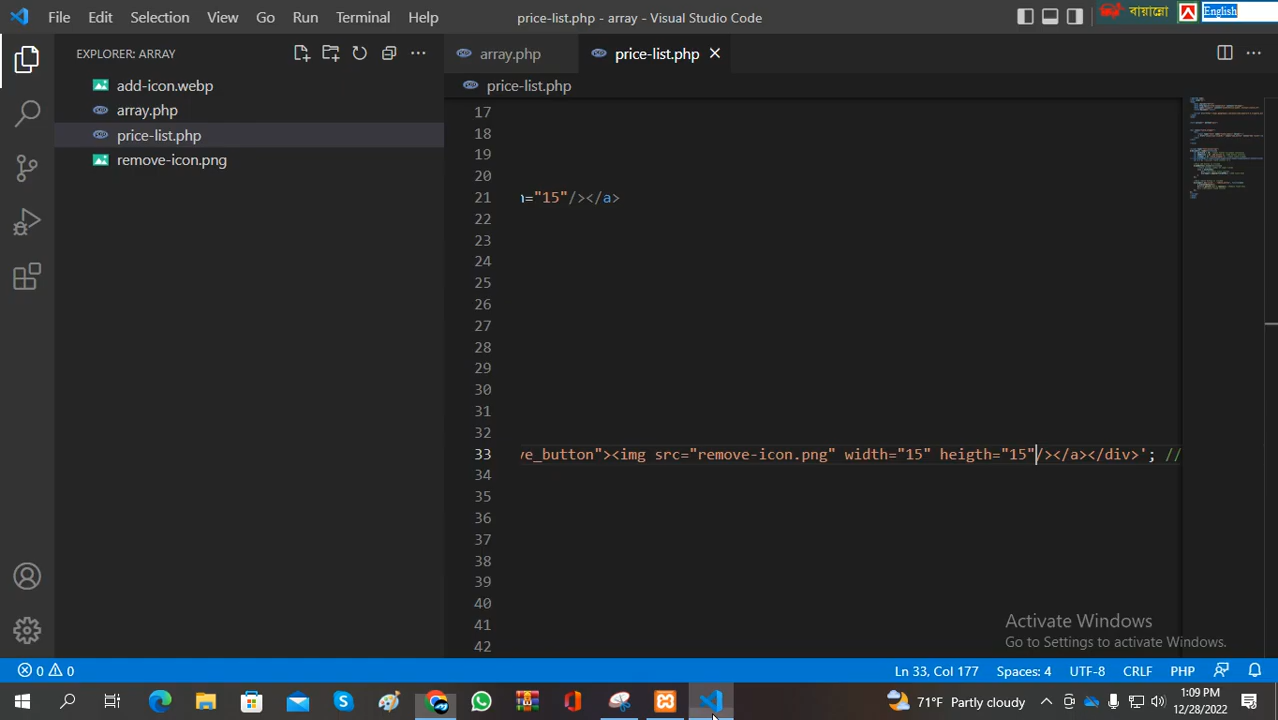 File Edit Selection View Go Run Terminal Help
price-list.php - array - Visual Studio Code
বায়ান্নো
English
EXPLORER: ARRAY
array.php
price-list.php
add-icon.webp
array.php
price-list.php
remove-icon.png
price-list.php
17
18
19
20
21 h="15"/></a>
22
23
24
25
26
27
28
29
30
31
32
33 ve_button"><img src="remove-icon.png" width="15" heigth="15"/></a></div>'; //
34
35
36
37
38
39
40
41
42
Activate Windows
Go to Settings to activate Windows.
0 0
Ln 33, Col 177 Spaces: 4 UTF-8 CRLF PHP
71°F Partly cloudy
1:09 PM
12/28/2022